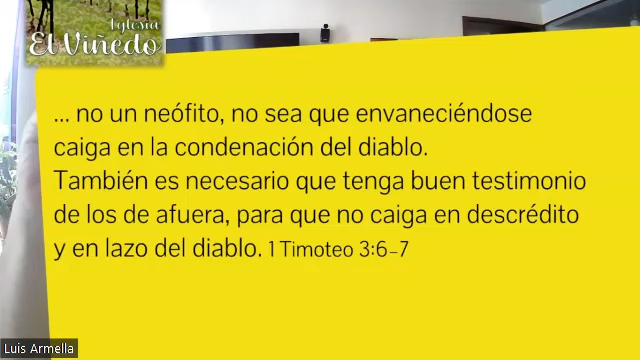 Iglesia
El Viñedo
... no un neófito, no sea que envaneciéndose
caiga en la condenación del diablo.
También es necesario que tenga buen testimonio
de los de afuera, para que no caiga en descrédito
y en lazo del diablo. 1 Timoteo 3:6-7
Luis Armella